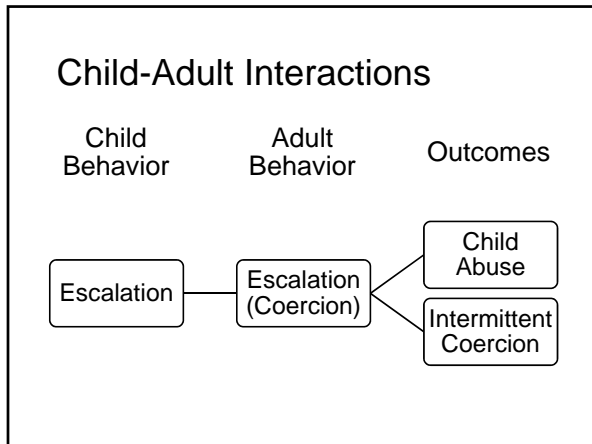 Child-Adult Interactions
Child
Behavior
Adult
Behavior
Outcomes
Escalation
Escalation
(Coercion)
Child
Abuse
Intermittent
Coercion